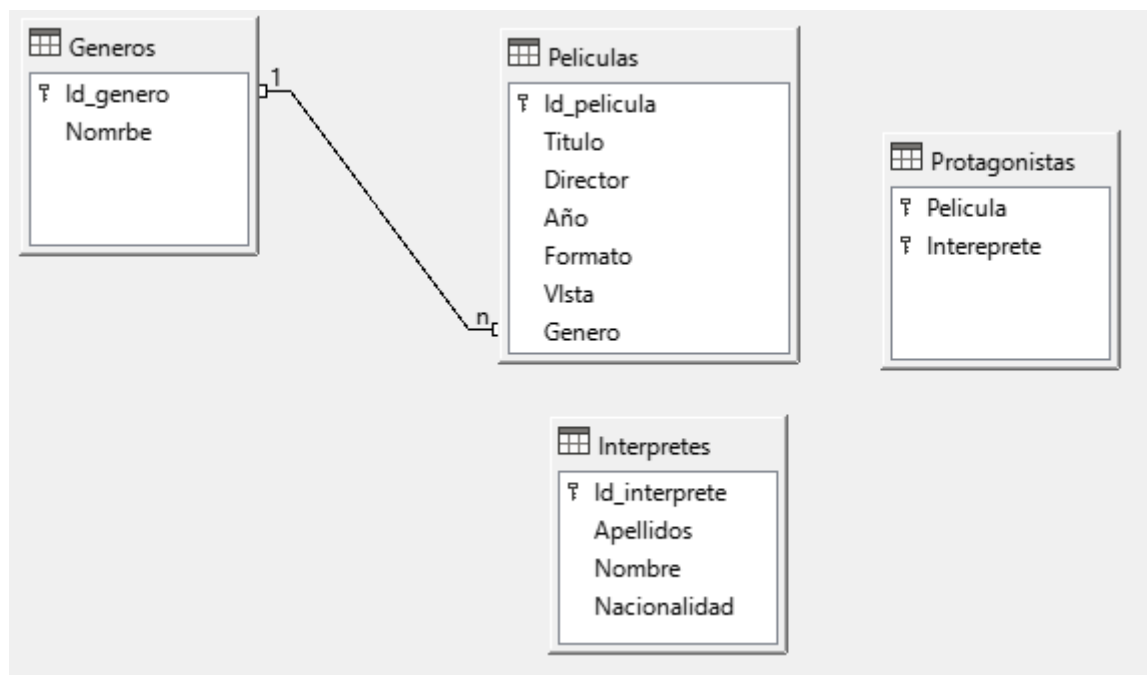 Generos
Id_genero
Nomrbe
1
n
Peliculas
Id_pelicula
Titulo
Director
Año
Formato
VIsta
Genero
Protagonistas
Pelicula
Intereprete
Interpretes
Id_interprete
Apellidos
Nombre
Nacionalidad